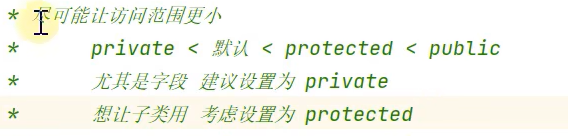 * 尽可能让访问范围更小
* private < 默认 < protected < public
* 尤其是字段 建议设置为 private
* 想让子类用 考虑设置为 protected